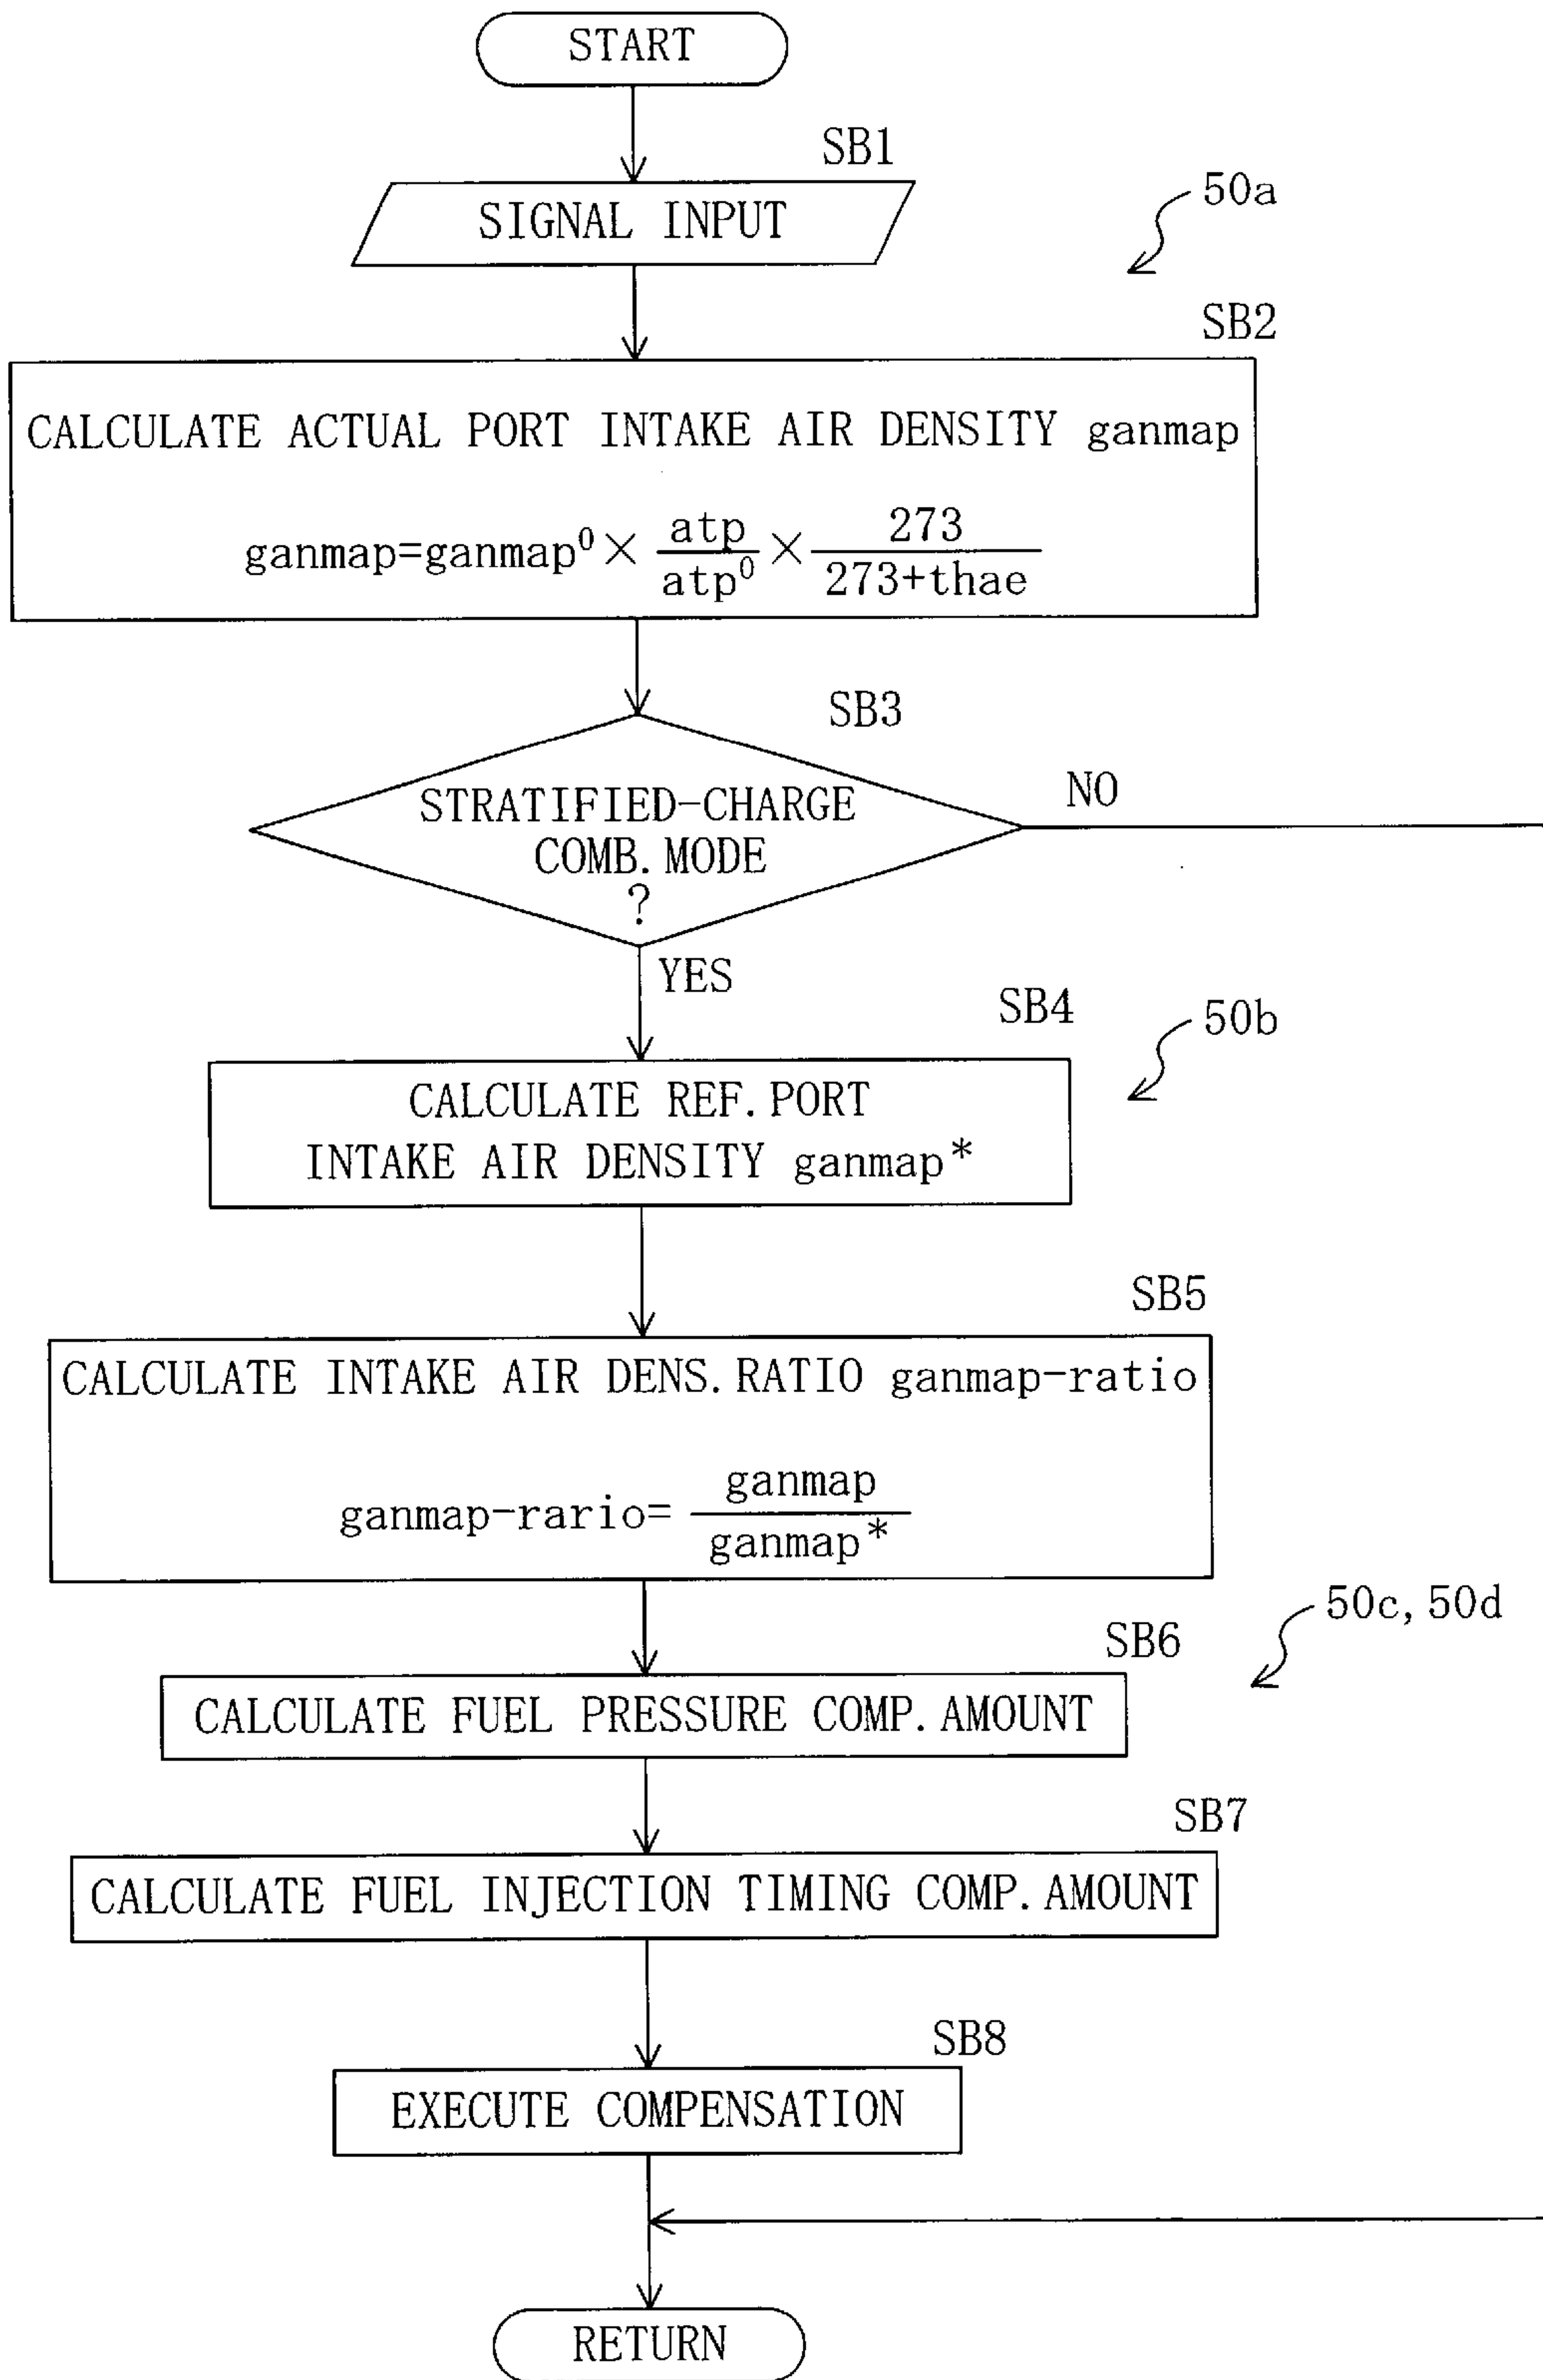 START
SB1
SIGNAL INPUT
50a
SB2
CALCULATE ACTUAL PORT INTAKE AIR DENSITY ganmap
ganmap=ganmap⁰× atp/atp⁰ × 273/273+thae
SB3
STRATIFIED-CHARGE
COMB.MODE
?
NO
YES
SB4
50b
CALCULATE REF.PORT
INTAKE AIR DENSITY ganmap*
SB5
CALCULATE INTAKE AIR DENS.RATIO ganmap-ratio
ganmap-rario= ganmap/ganmap*
50c,50d
SB6
CALCULATE FUEL PRESSURE COMP.AMOUNT
SB7
CALCULATE FUEL INJECTION TIMING COMP.AMOUNT
SB8
EXECUTE COMPENSATION
RETURN